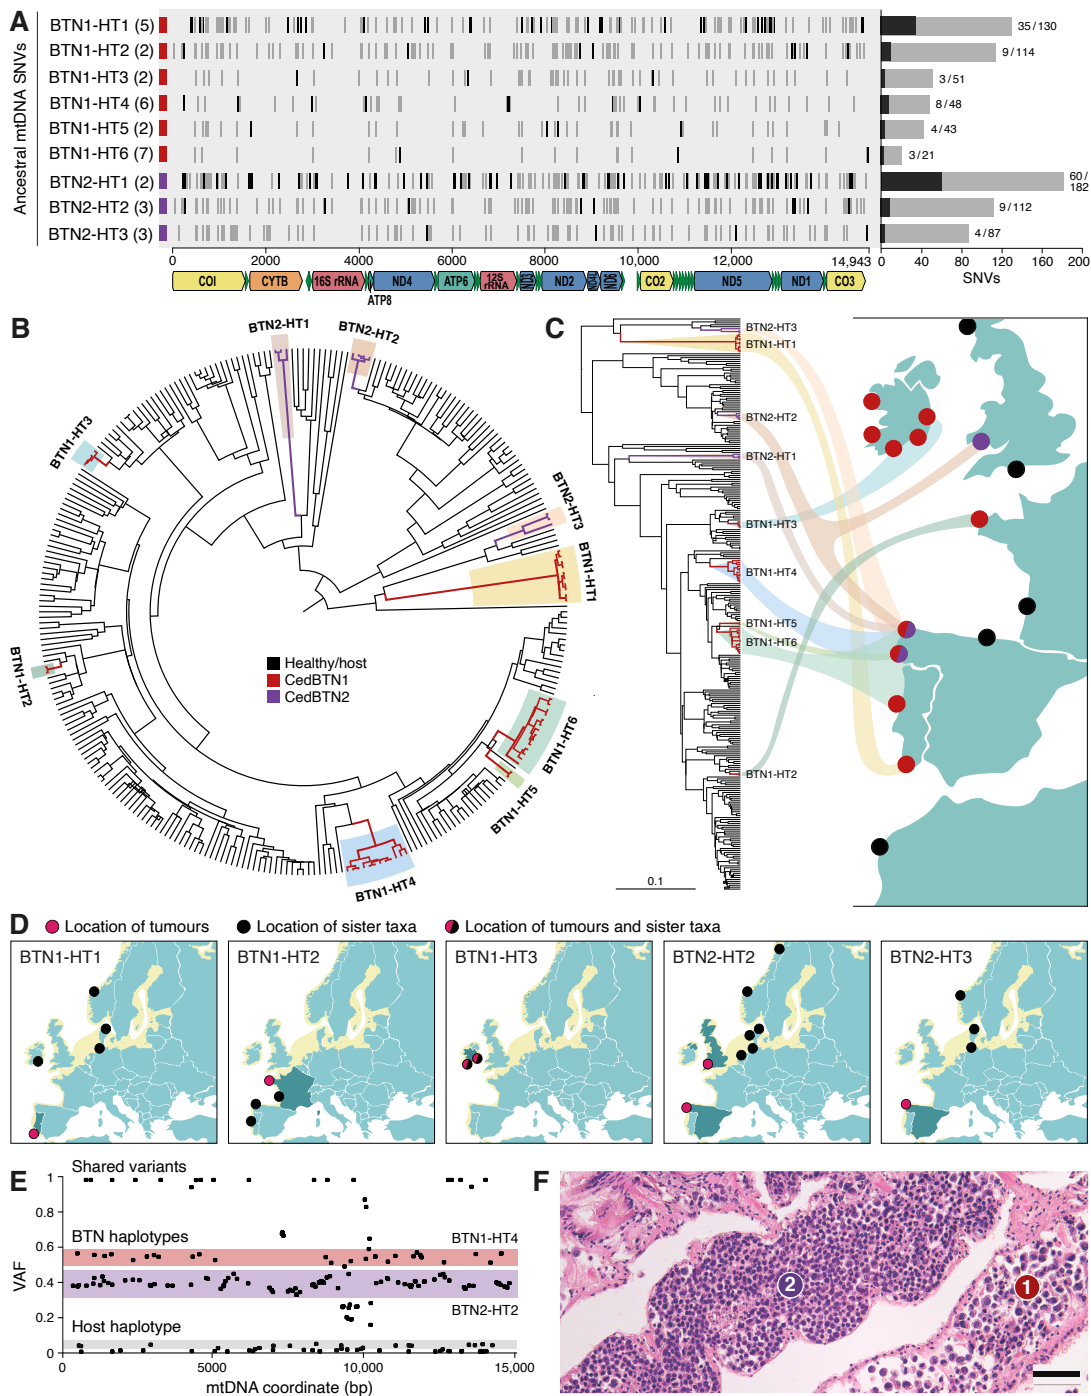 A
Ancestral mtDNA SNVs
BTN1-HT1 (5)
35/130
BTN1-HT2 (2)
9/114
BTN1-HT3 (2)
3/51
BTN1-HT4 (6)
8/48
BTN1-HT5 (2)
4/43
BTN1-HT6 (7)
3/21
BTN2-HT1 (2)
60/
182
BTN2-HT2 (3)
9/112
BTN2-HT3 (3)
4/87
0 2000 4000 6000 8000 10,000 12,000 14,943
0 40 80 120 160 200
SNVs
COI CYTB 16S rRNA ND4 ATP6 12S rRNA ND3 ND2 ND4L ND6 CO2 ND5 ND1 CO3
ATP8
B
BTN2-HT1
BTN2-HT2
BTN1-HT3
BTN2-HT3
BTN1-HT1
BTN1-HT2
BTN1-HT6
BTN1-HT5
BTN1-HT4
Healthy/host
CedBTN1
CedBTN2
C
BTN2-HT3
BTN1-HT1
BTN2-HT2
BTN2-HT1
BTN1-HT3
BTN1-HT4
BTN1-HT5
BTN1-HT6
BTN1-HT2
0.1
D
Location of tumours
Location of sister taxa
Location of tumours and sister taxa
BTN1-HT1
BTN1-HT2
BTN1-HT3
BTN2-HT2
BTN2-HT3
E
Shared variants
BTN haplotypes
BTN1-HT4
BTN2-HT2
Host haplotype
VAF
1
0.8
0.6
0.4
0.2
0
0 5000 10,000 15,000
mtDNA coordinate (bp)
F
2
1